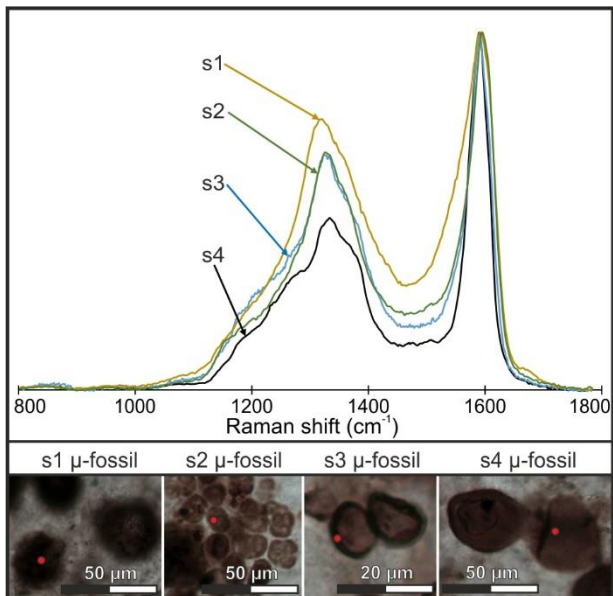 s1
s2
s3
s4
800 1000 1200 1400 1600 1800
Raman shift (cm⁻¹)
s1 μ-fossil s2 μ-fossil s3 μ-fossil s4 μ-fossil
50 μm 50 μm 20 μm 50 μm